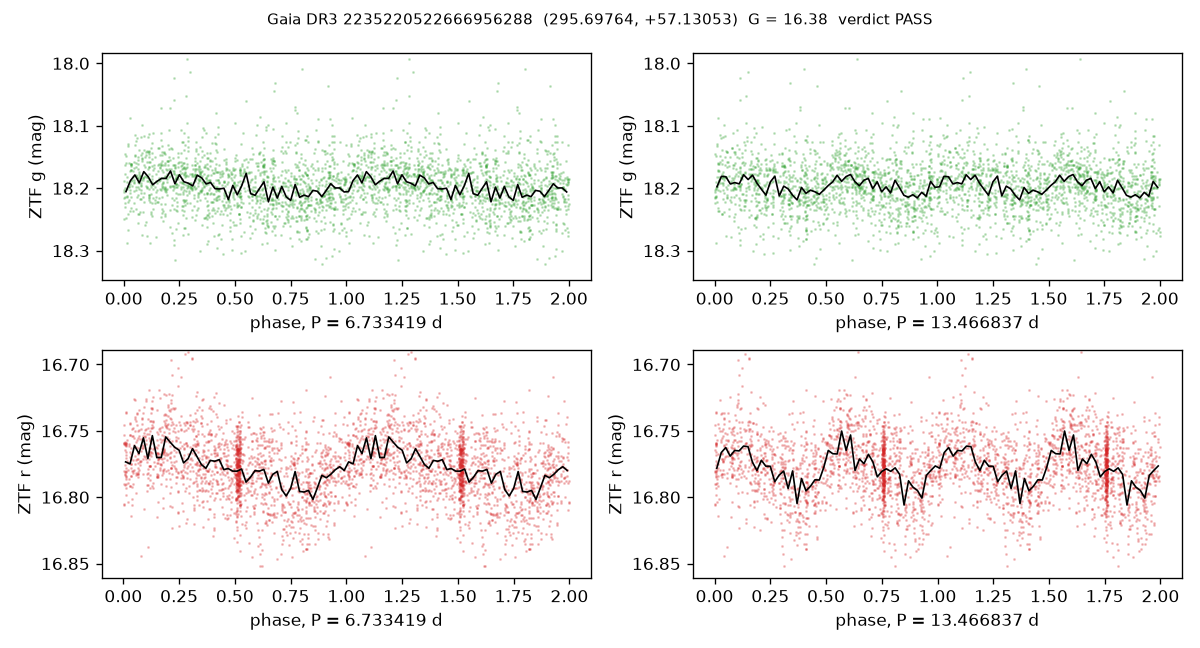 Gaia DR3 2235220522666956288 (295.69764, +57.13053) G = 16.38 verdict PASS
ZTF g (mag)
18.0
18.1
18.2
18.3
0.00 0.25 0.50 0.75 1.00 1.25 1.50 1.75 2.00
phase, P = 6.733419 d
ZTF g (mag)
18.0
18.1
18.2
18.3
0.00 0.25 0.50 0.75 1.00 1.25 1.50 1.75 2.00
phase, P = 13.466837 d
ZTF r (mag)
16.70
16.75
16.80
16.85
0.00 0.25 0.50 0.75 1.00 1.25 1.50 1.75 2.00
phase, P = 6.733419 d
ZTF r (mag)
16.70
16.75
16.80
16.85
0.00 0.25 0.50 0.75 1.00 1.25 1.50 1.75 2.00
phase, P = 13.466837 d